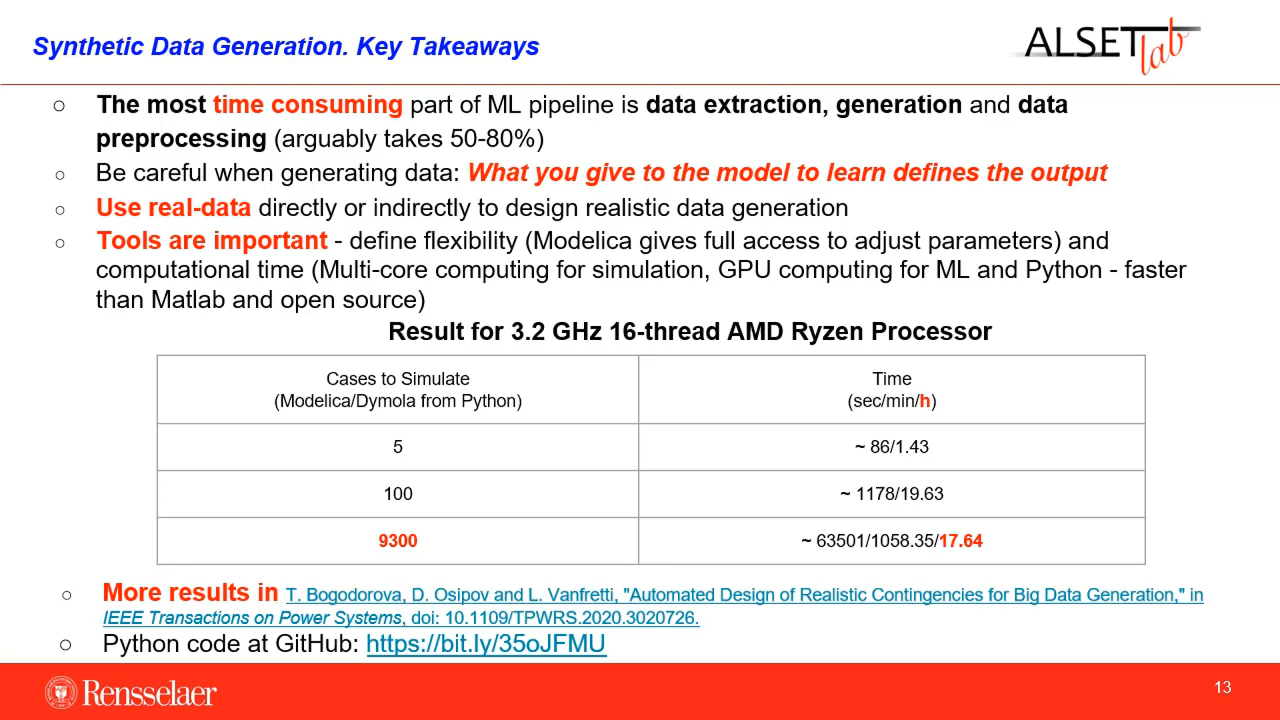 Synthetic Data Generation. Key Takeaways
ALSETlab
○ The most time consuming part of ML pipeline is data extraction, generation and data
preprocessing (arguably takes 50-80%)
○ Be careful when generating data: What you give to the model to learn defines the output
○ Use real-data directly or indirectly to design realistic data generation
○ Tools are important - define flexibility (Modelica gives full access to adjust parameters) and
computational time (Multi-core computing for simulation, GPU computing for ML and Python - faster
than Matlab and open source)
Result for 3.2 GHz 16-thread AMD Ryzen Processor
Cases to Simulate
(Modelica/Dymola from Python)
Time
(sec/min/h)
5
~ 86/1.43
100
~ 1178/19.63
9300
~ 63501/1058.35/17.64
○ More results in T. Bogodorova, D. Osipov and L. Vanfretti, "Automated Design of Realistic Contingencies for Big Data Generation," in
IEEE Transactions on Power Systems, doi: 10.1109/TPWRS.2020.3020726.
○ Python code at GitHub: https://bit.ly/35oJFMU
Rensselaer
13